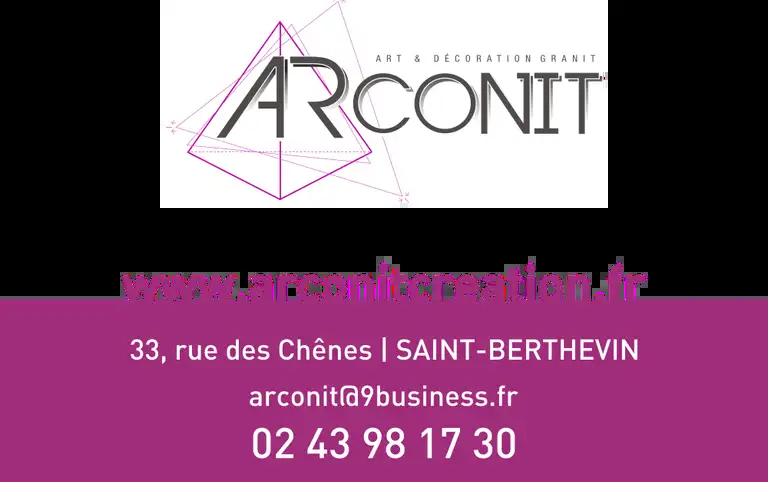 ART & DÉCORATION GRANIT
ARCONIT
www.arconitcreation.fr
33, rue des Chênes | SAINT-BERTHEVIN
arconit@9business.fr
02 43 98 17 30